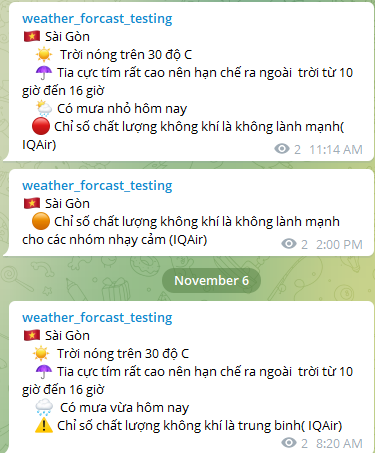 weather_forcast_testing
🇻🇳 Sài Gòn
☀️ Trời nóng trên 30 độ C
☂️ Tia cực tím rất cao nên hạn chế ra ngoài trời từ 10
giờ đến 16 giờ
🌦️ Có mưa nhỏ hôm nay
🔴 Chỉ số chất lượng không khí là không lành mạnh(
IQAir)
2 11:14 AM
weather_forcast_testing
🇻🇳 Sài Gòn
🟠 Chỉ số chất lượng không khí là không lành mạnh
cho các nhóm nhạy cảm (IQAir)
2 2:00 PM
November 6
weather_forcast_testing
🇻🇳 Sài Gòn
☀️ Trời nóng trên 30 độ C
☂️ Tia cực tím rất cao nên hạn chế ra ngoài trời từ 10
giờ đến 16 giờ
🌧️ Có mưa vừa hôm nay
⚠️ Chỉ số chất lượng không khí là trung bình( IQAir)
2 8:20 AM